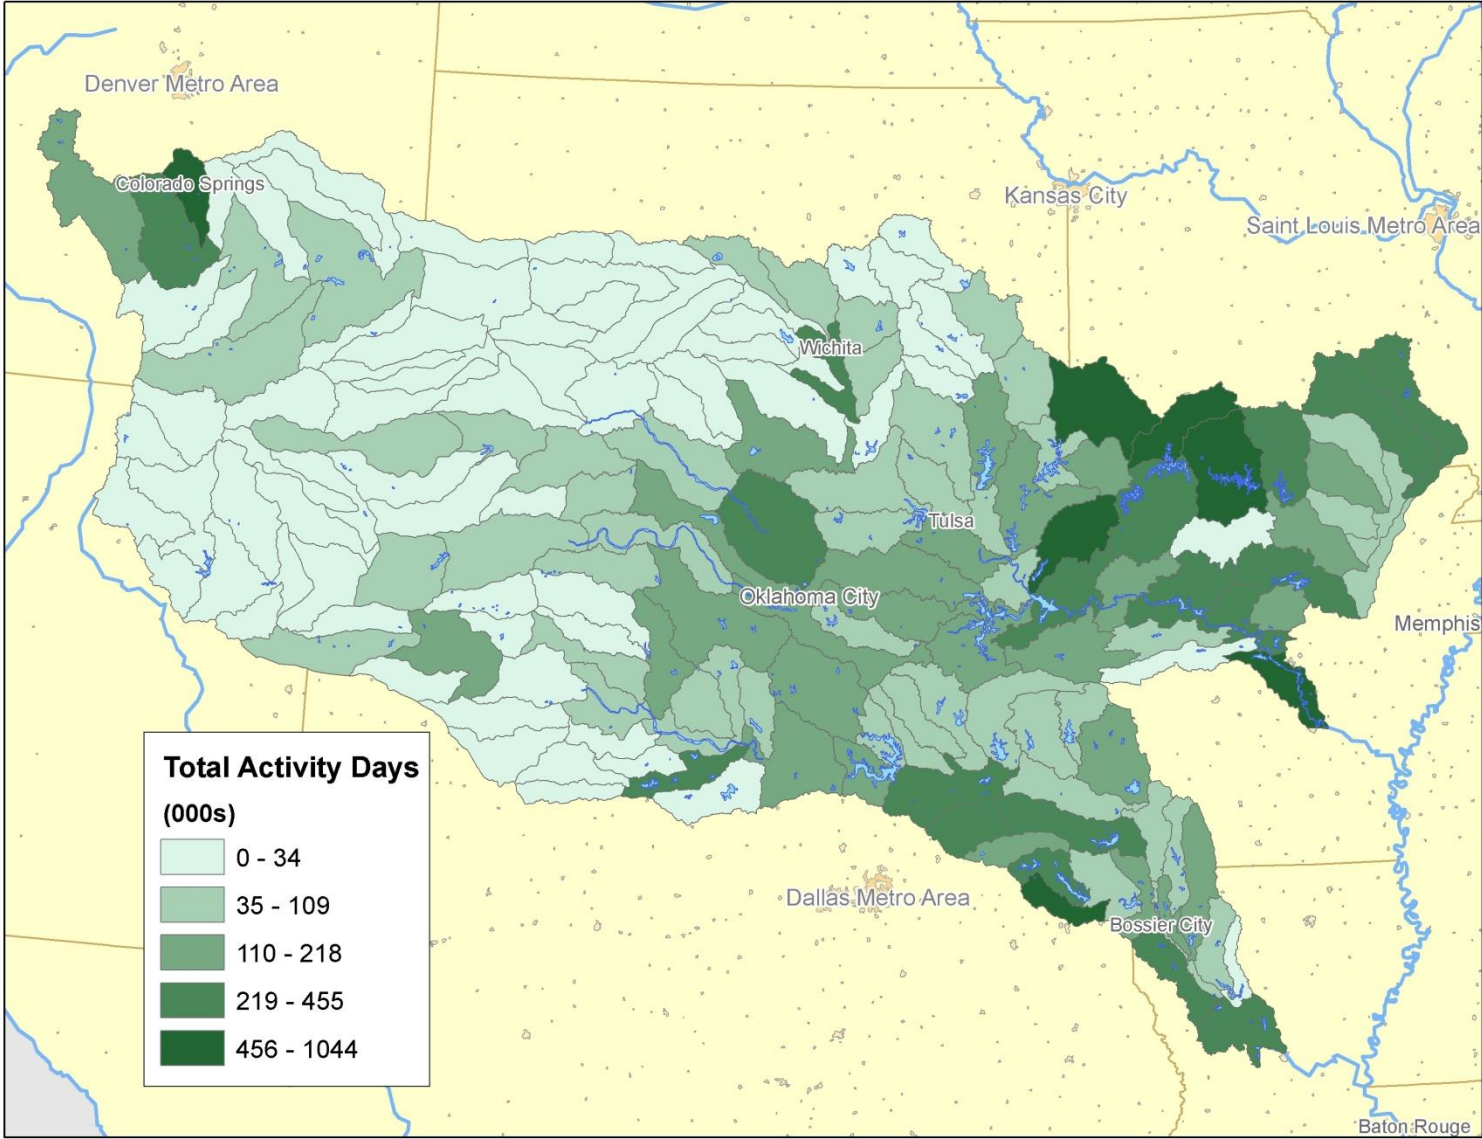 Denver Metro Area
Colorado Springs
Kansas City
Saint Louis Metro Area
Wichita
Tulsa
Oklahoma City
Memphis
Dallas Metro Area
Bossier City
Baton Rouge
Total Activity Days
(000s)
0 - 34
35 - 109
110 - 218
219 - 455
456 - 1044